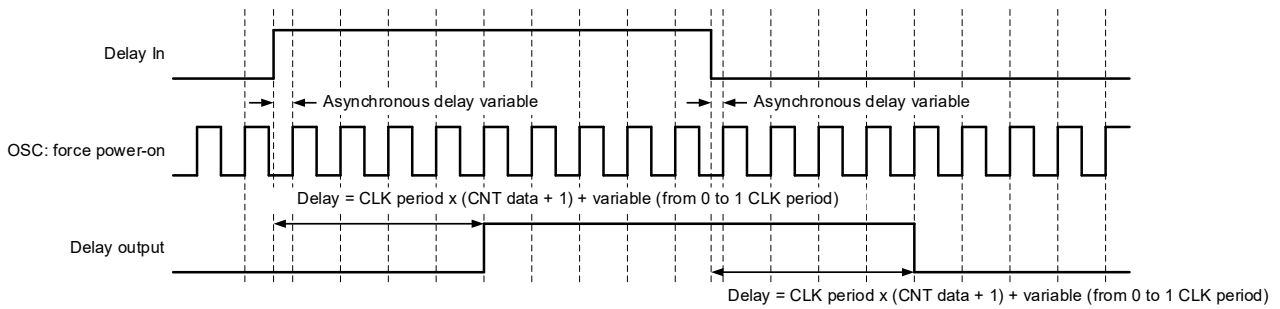 Delay In
Asynchronous delay variable
Asynchronous delay variable
OSC: force power-on
Delay = CLK period x (CNT data + 1) + variable (from 0 to 1 CLK period)
Delay output
Delay = CLK period x (CNT data + 1) + variable (from 0 to 1 CLK period)